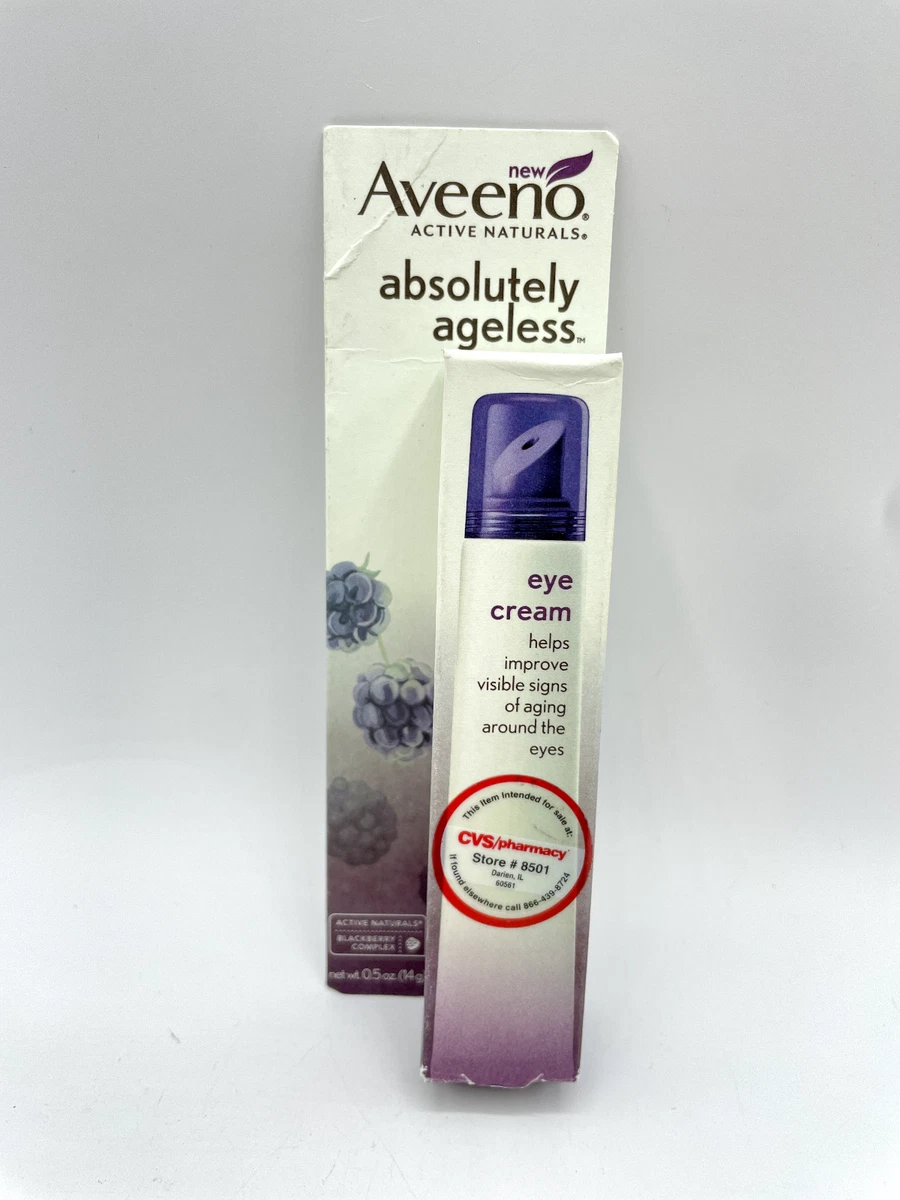 new
Aveeno®
ACTIVE NATURALS®
absolutely
ageless™
eye
cream
helps
improve
visible signs
of aging
around the
eyes
This Item Intended for sale at:
CVS/pharmacy
Store # 8501
Darien, IL
60561
If found elsewhere call 866-439-8724
ACTIVE NATURALS®
BLACKBERRY
COMPLEX
net wt. 0.5 oz. (14 g